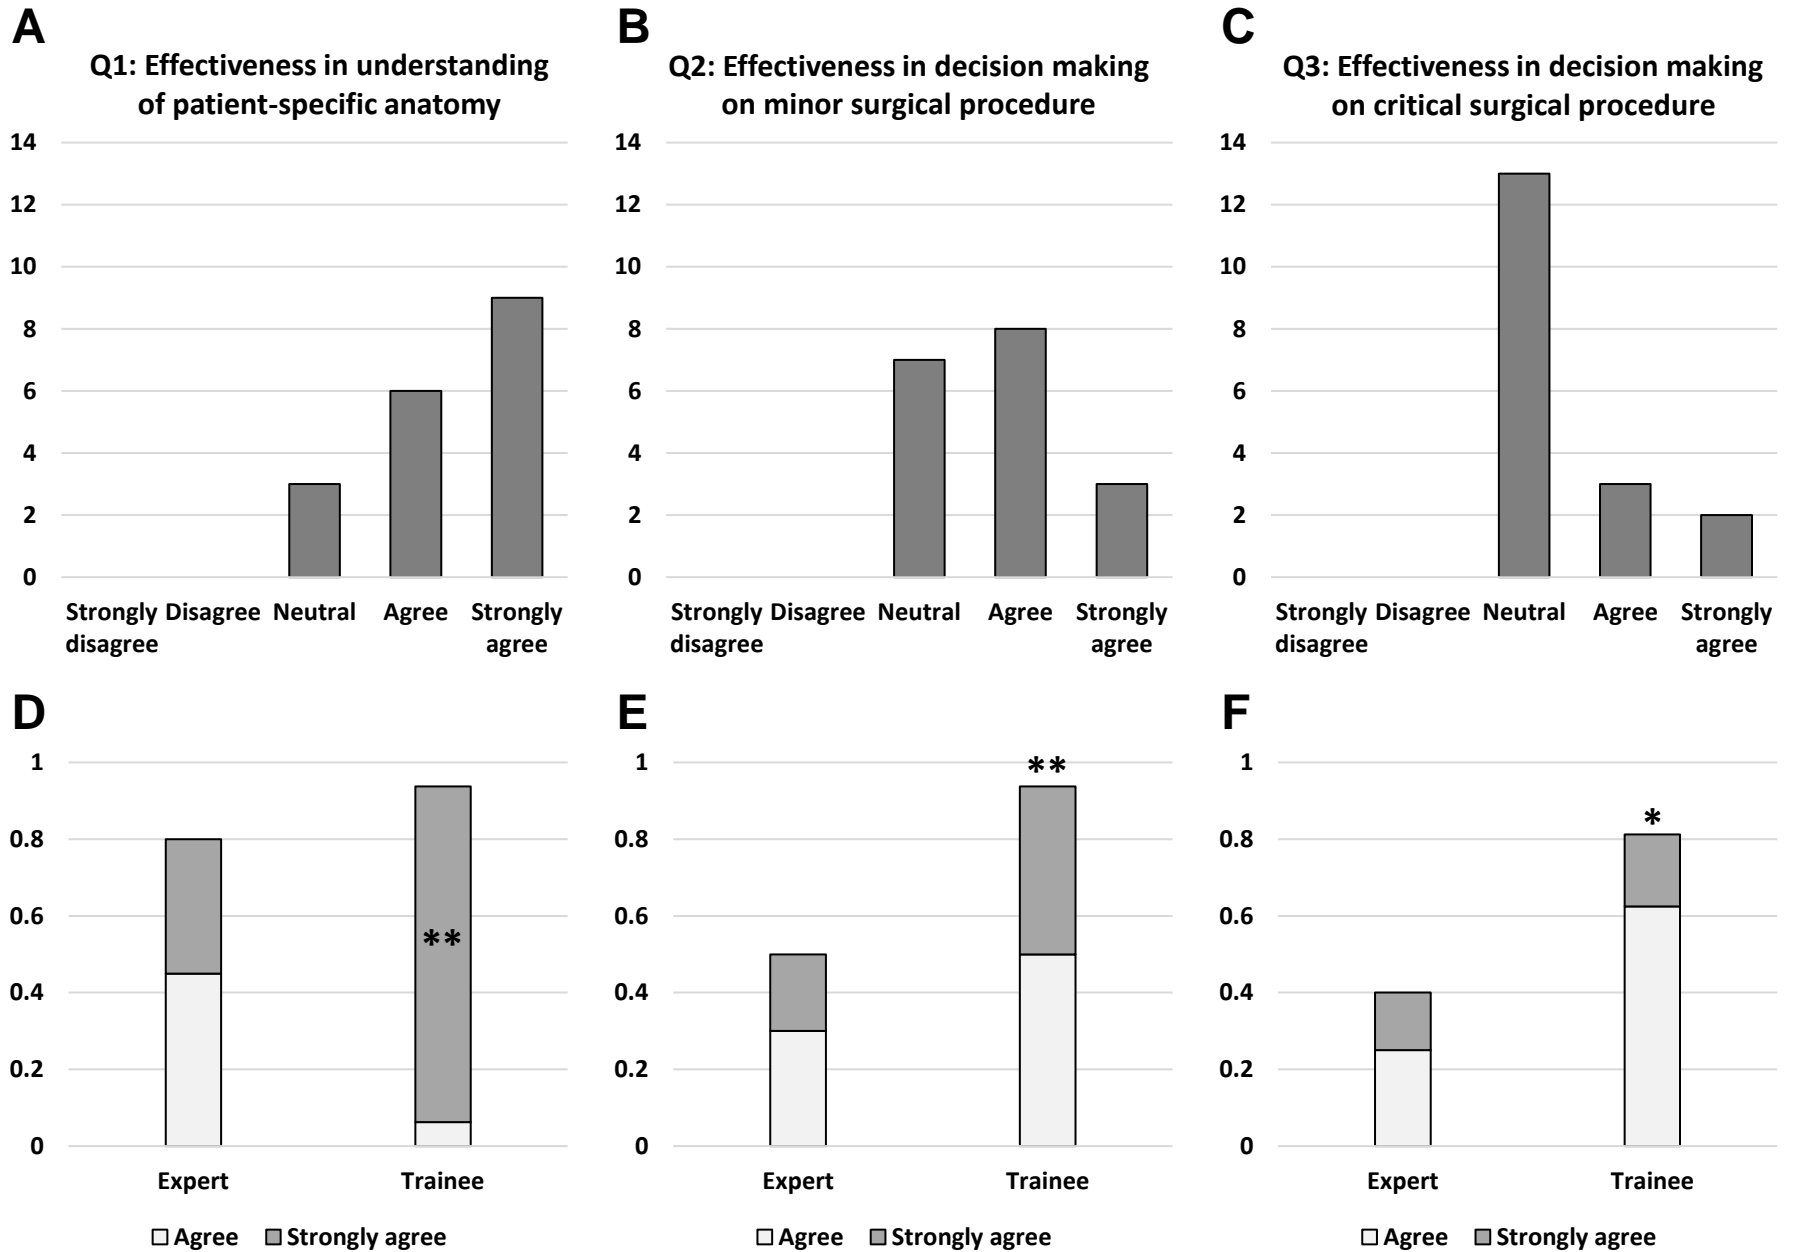 A
B
C
Q1: Effectiveness in understanding
of patient-specific anatomy
Q2: Effectiveness in decision making
on minor surgical procedure
Q3: Effectiveness in decision making
on critical surgical procedure
14
12
10
8
6
4
2
0
Strongly disagree
Disagree
Neutral
Agree
Strongly agree
14
12
10
8
6
4
2
0
Strongly disagree
Disagree
Neutral
Agree
Strongly agree
14
12
10
8
6
4
2
0
Strongly disagree
Disagree
Neutral
Agree
Strongly agree
D
1
0.8
0.6
0.4
0.2
0
**
Expert
Trainee
Agree
Strongly agree
E
1
0.8
0.6
0.4
0.2
0
**
Expert
Trainee
Agree
Strongly agree
F
1
0.8
0.6
0.4
0.2
0
*
Expert
Trainee
Agree
Strongly agree